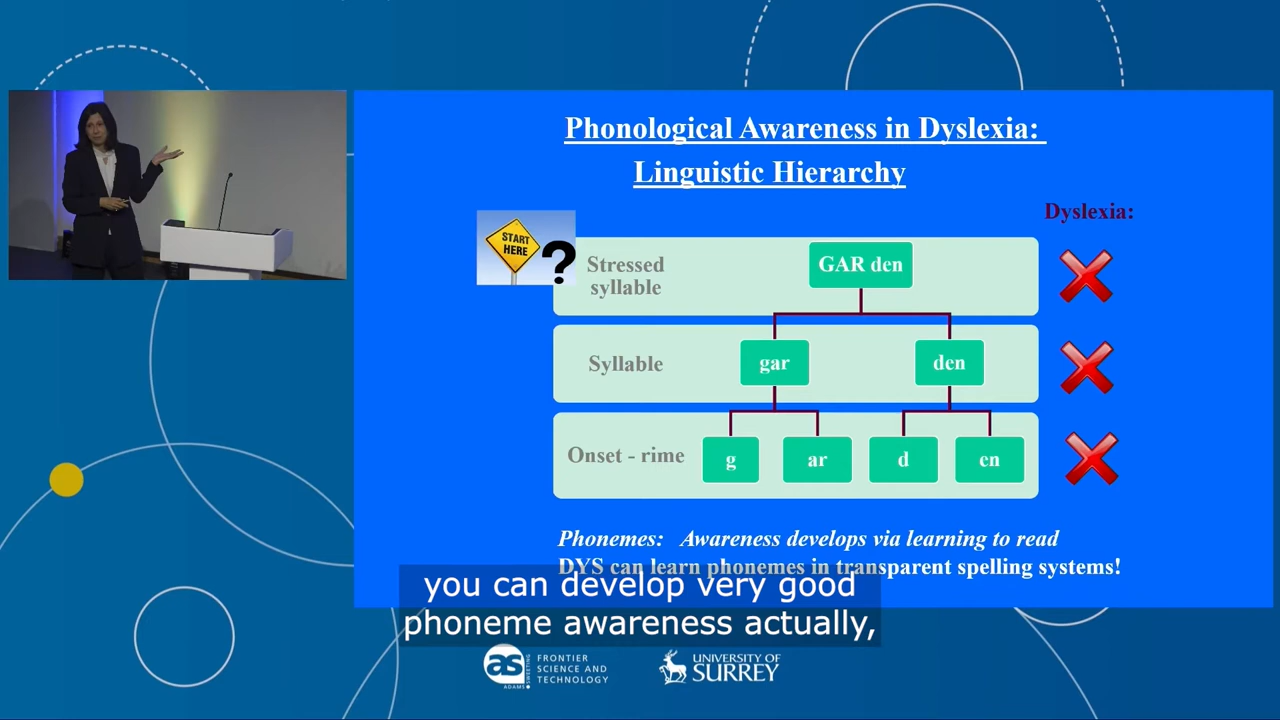 Phonological Awareness in Dyslexia:
Linguistic Hierarchy
Dyslexia:
START
HERE
?
Stressed
syllable
GAR den
Syllable
gar
den
Onset - rime
g
ar
d
en
Phonemes: Awareness develops via learning to read
DYS can learn phonemes in transparent spelling systems!
you can develop very good
phoneme awareness actually,
as
ADAMS SWEETING
FRONTIER
SCIENCE AND
TECHNOLOGY
UNIVERSITY OF
SURREY